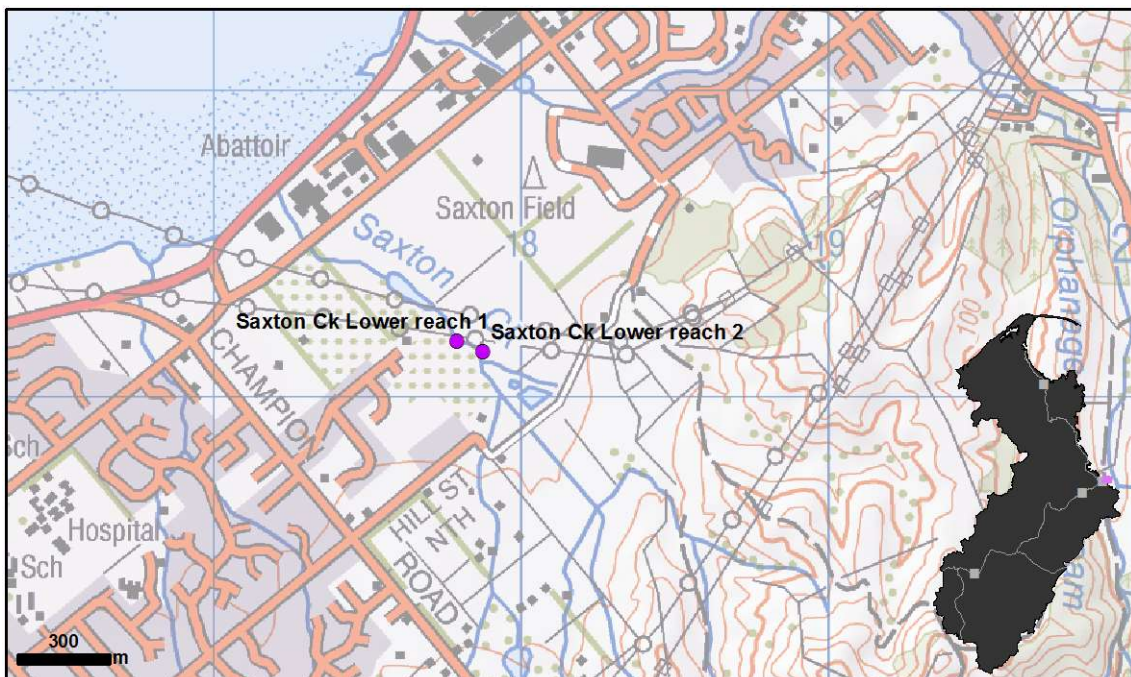 Abattoir
Saxton Field
18
19
Orphanage
Saxton
Ck
Saxton Ck Lower reach 1
Saxton Ck Lower reach 2
100
CHAMPION
ROAD
HILL ST.
NTH
Sch
Hospital
Sch
300
m